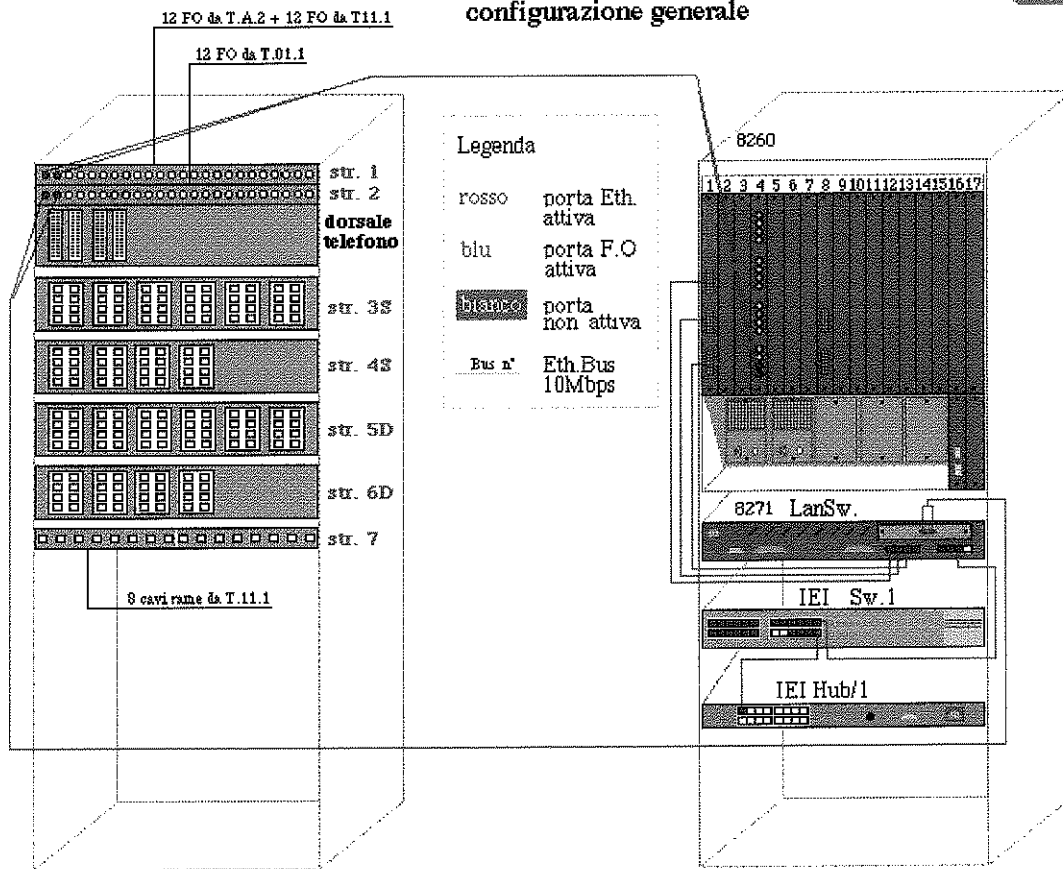 configurazione generale
12 FO da T.A.2 + 12 FO da T11.1
12 FO da T.01.1
str. 1
str. 2
dorsale
telefono
str. 3S
str. 4S
str. 5D
str. 6D
str. 7
8 cavi rame da T.11.1
Legenda
rosso porta Eth. attiva
blu porta F.O attiva
bianco porta non attiva
Bus n° Eth.Bus 10Mbps
8260
1 2 3 4 5 6 7 8 9 10 11 12 13 14 15 16 17
8271 LanSw.
IEI Sw.1
IEI Hub/1